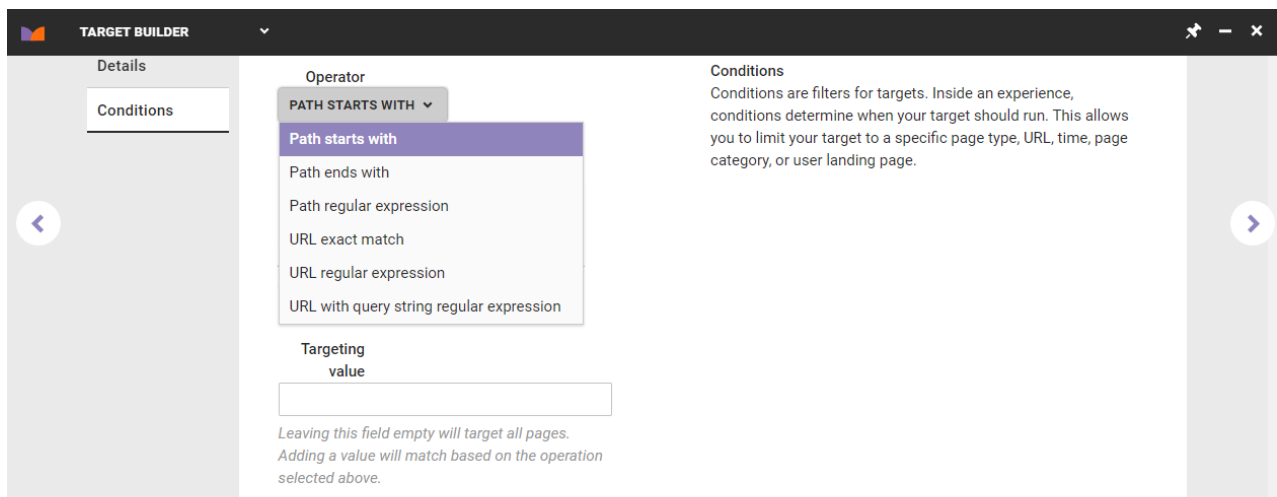 TARGET BUILDER
Details
Conditions
Operator
PATH STARTS WITH
Path starts with
Path ends with
Path regular expression
URL exact match
URL regular expression
URL with query string regular expression
Targeting
value
Leaving this field empty will target all pages.
Adding a value will match based on the operation
selected above.
Conditions
Conditions are filters for targets. Inside an experience,
conditions determine when your target should run. This allows
you to limit your target to a specific page type, URL, time, page
category, or user landing page.